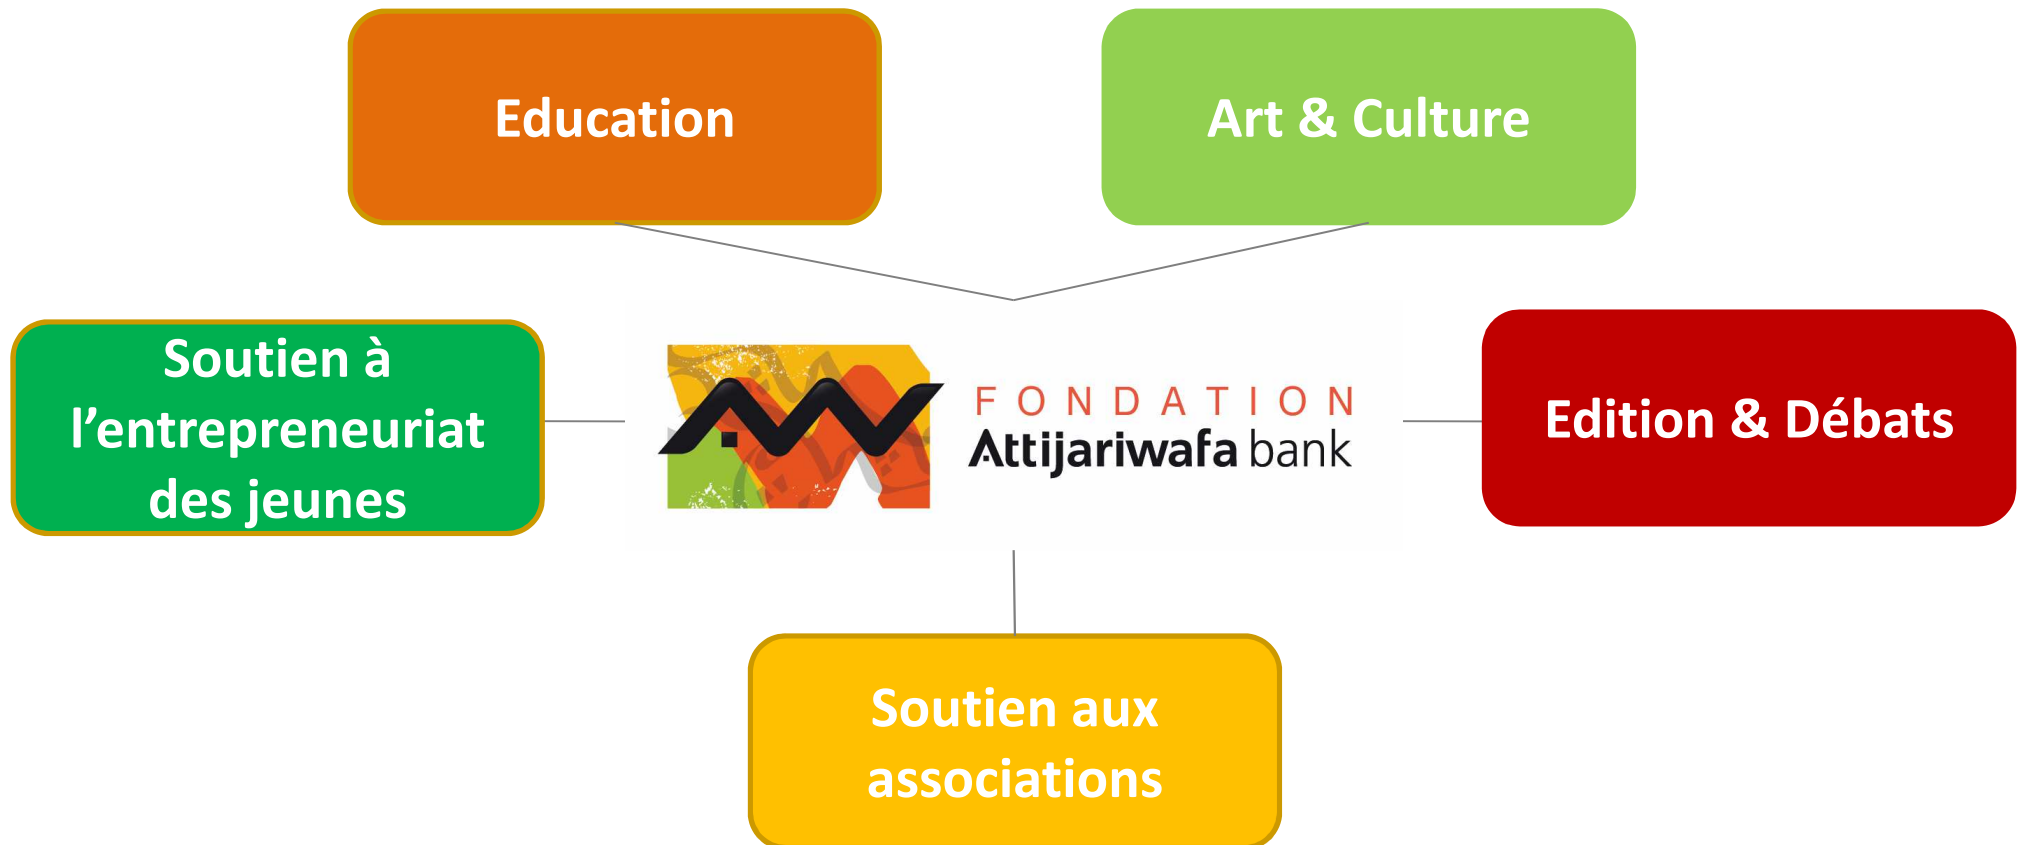 Education
Art & Culture
Soutien à
l’entrepreneuriat
des jeunes
FONDATION
Attijariwafa bank
Edition & Débats
Soutien aux
associations